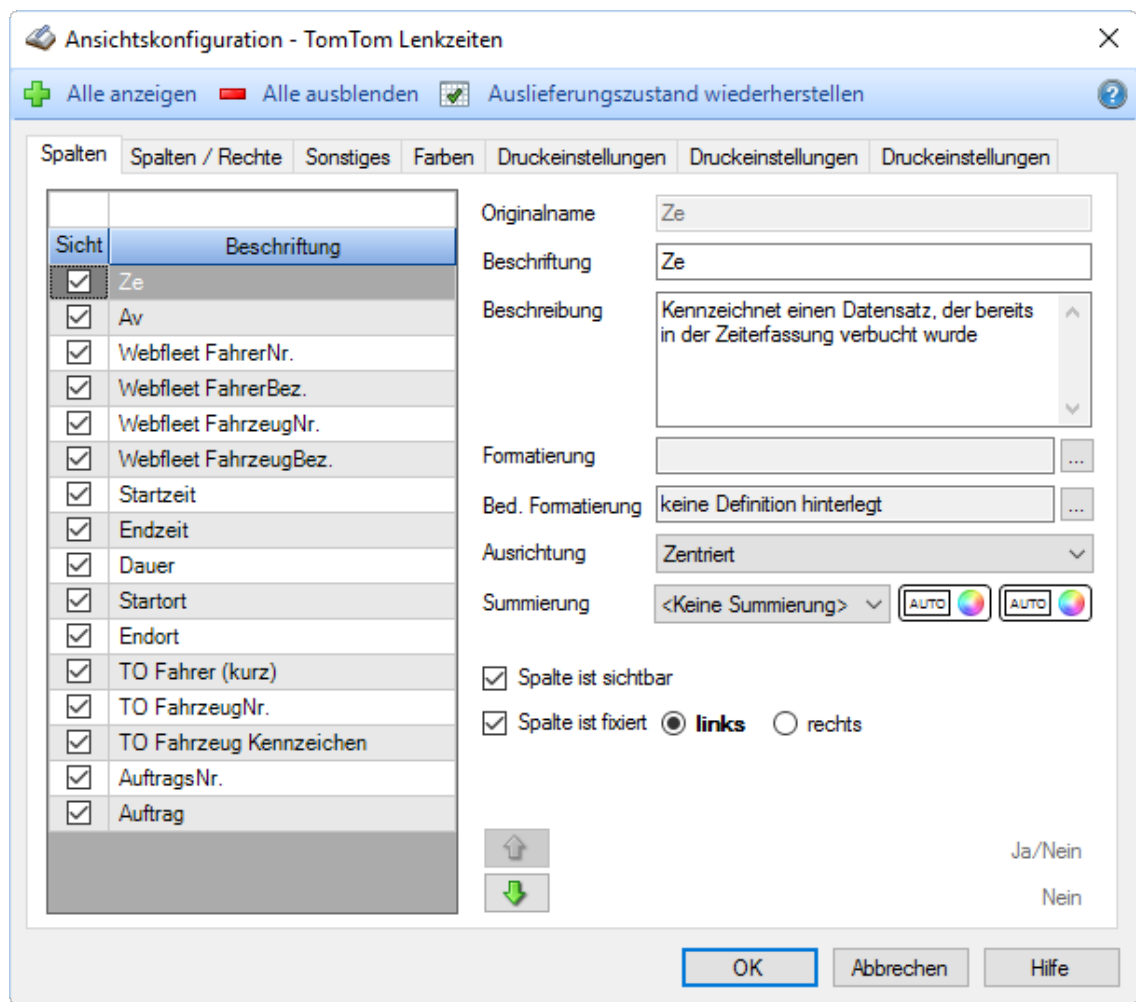 Ansichtskonfiguration - TomTom Lenkzeiten
Alle anzeigen Alle ausblenden Auslieferungszustand wiederherstellen
Spalten Spalten / Rechte Sonstiges Farben Druckeinstellungen Druckeinstellungen Druckeinstellungen
Sicht Beschriftung
Ze
Av
Webfleet FahrerNr.
Webfleet FahrerBez.
Webfleet FahrzeugNr.
Webfleet FahrzeugBez.
Startzeit
Endzeit
Dauer
Startort
Endort
TO Fahrer (kurz)
TO FahrzeugNr.
TO Fahrzeug Kennzeichen
AuftragsNr.
Auftrag
Originalname Ze
Beschriftung Ze
Beschreibung Kennzeichnet einen Datensatz, der bereits
in der Zeiterfassung verbucht wurde
Formatierung ...
Bed. Formatierung keine Definition hinterlegt ...
Ausrichtung Zentriert
Summierung <Keine Summierung> AUTO AUTO
Spalte ist sichtbar
Spalte ist fixiert links rechts
Ja/Nein
Nein
OK Abbrechen Hilfe